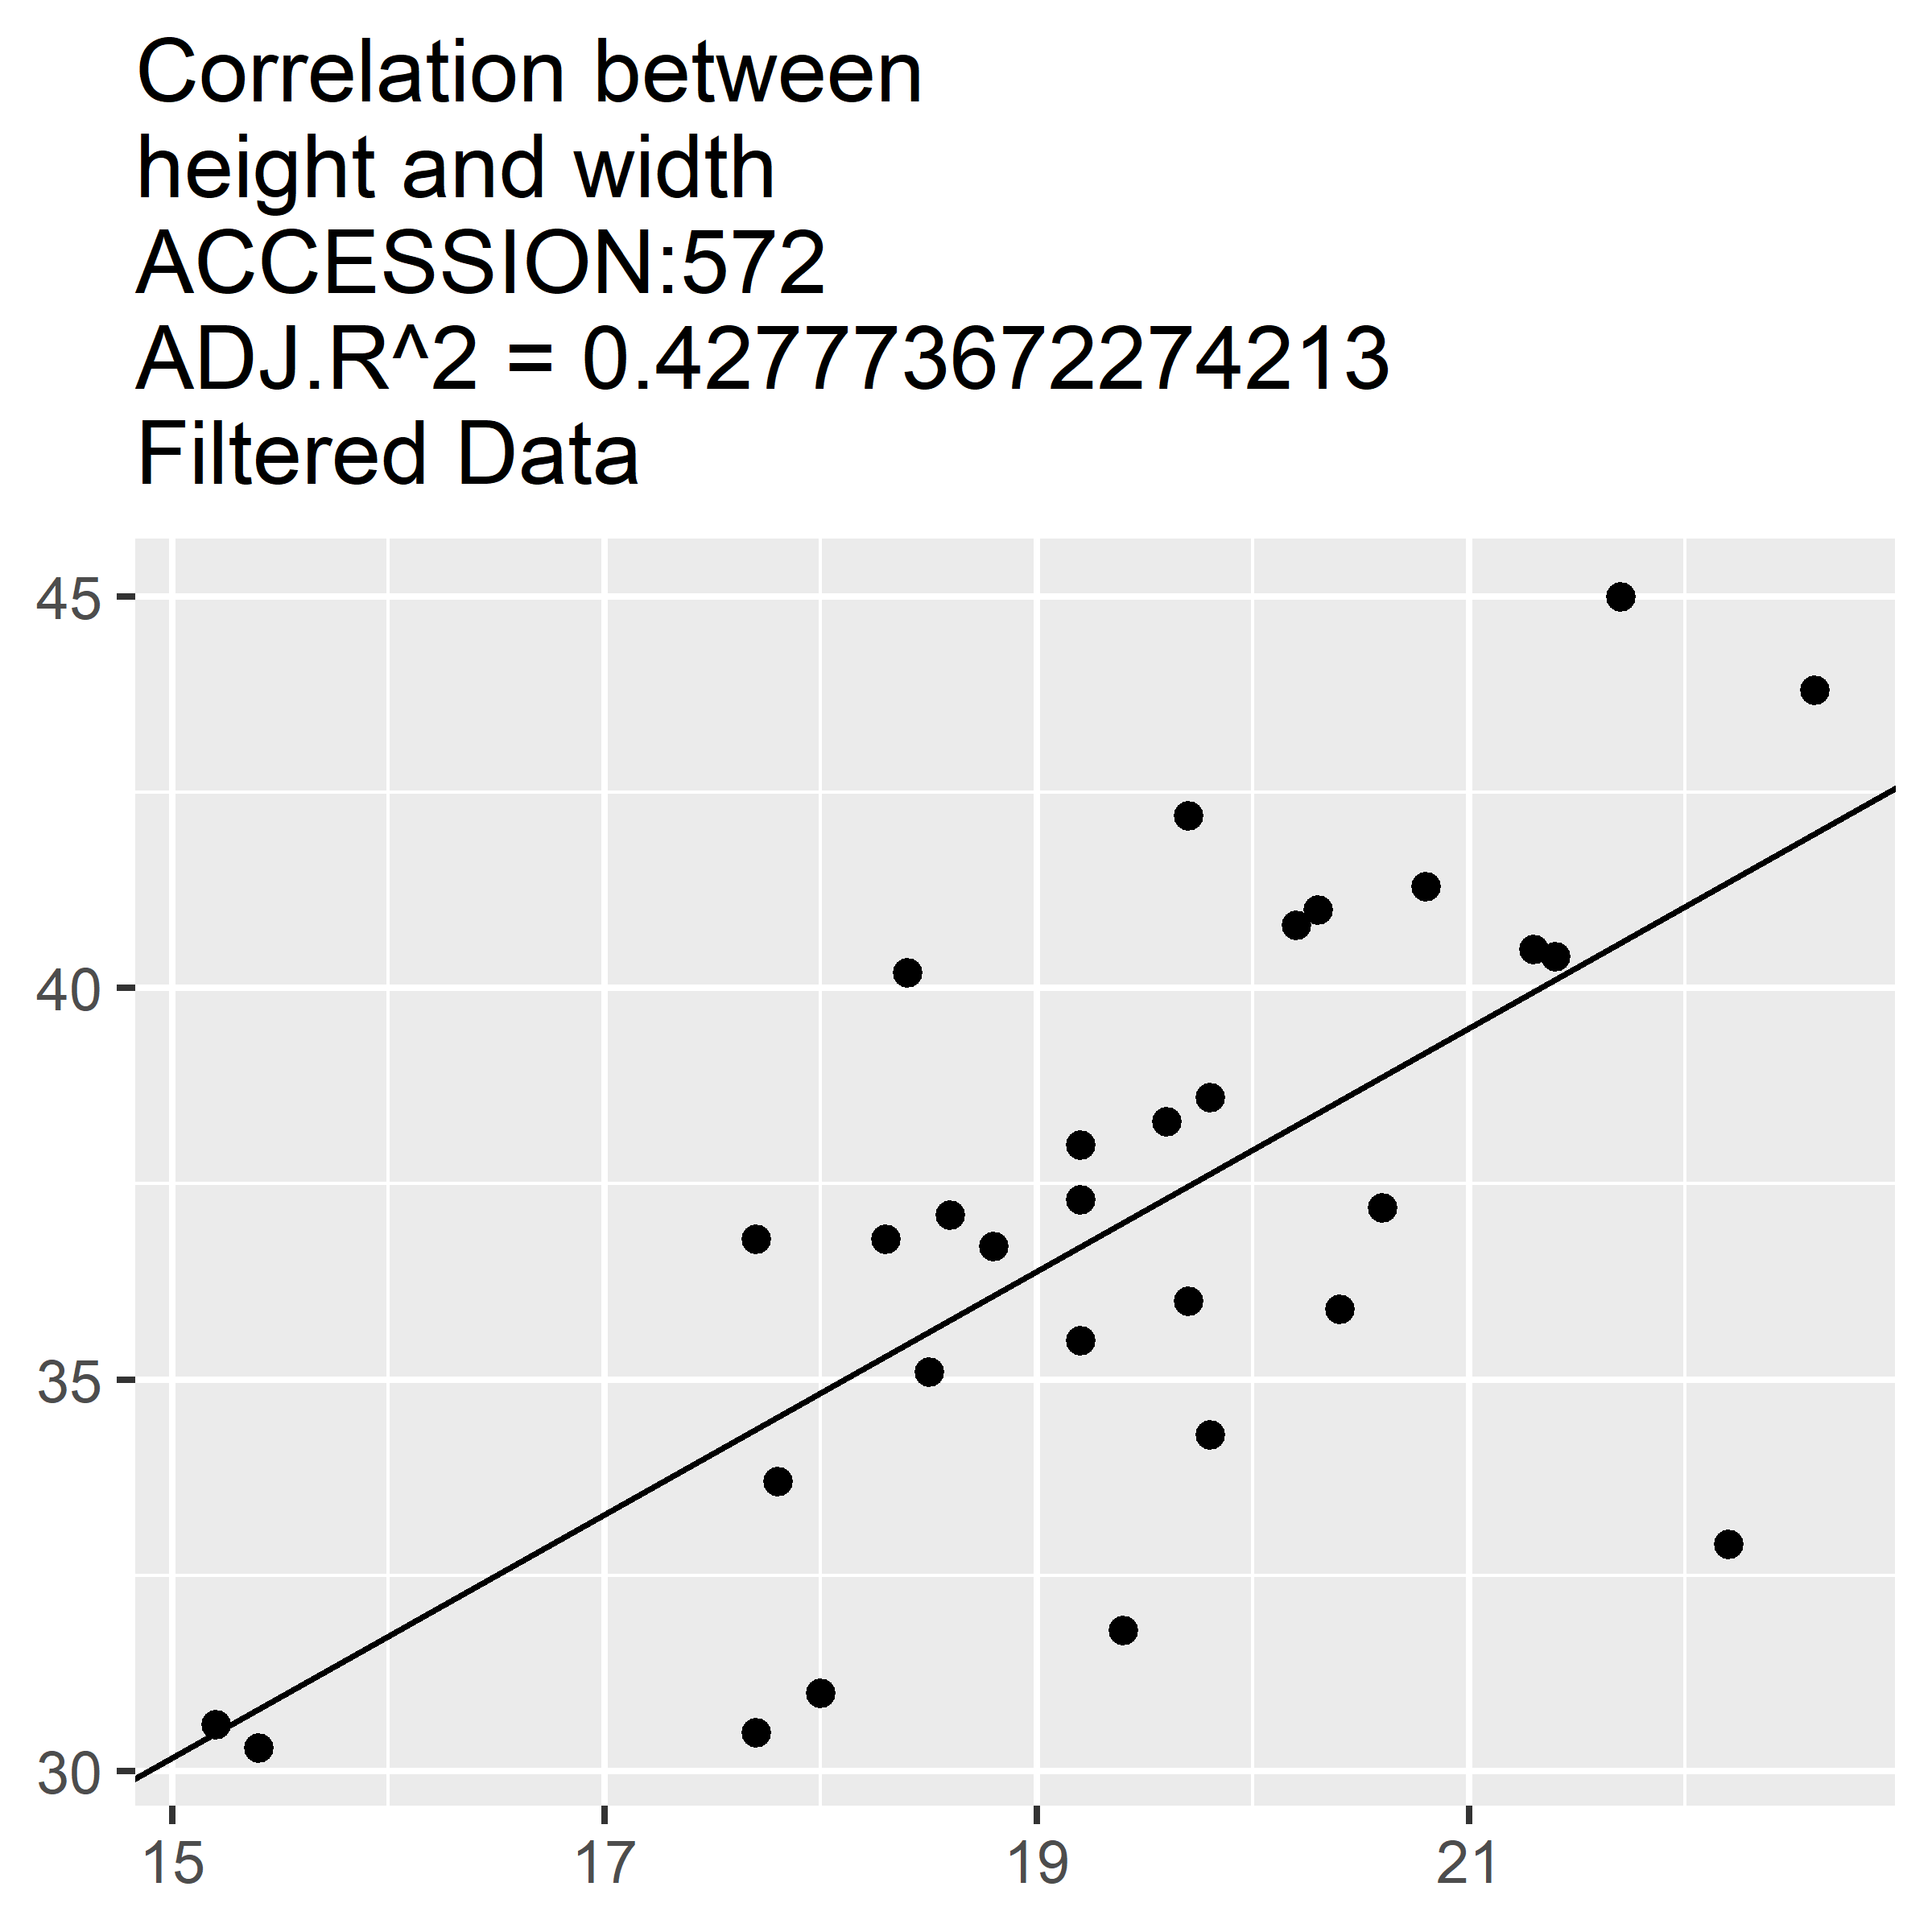 Correlation between
height and width
ACCESSION:572
ADJ.R^2 = 0.427773672274213
Filtered Data
45
40
35
30
15 17 19 21